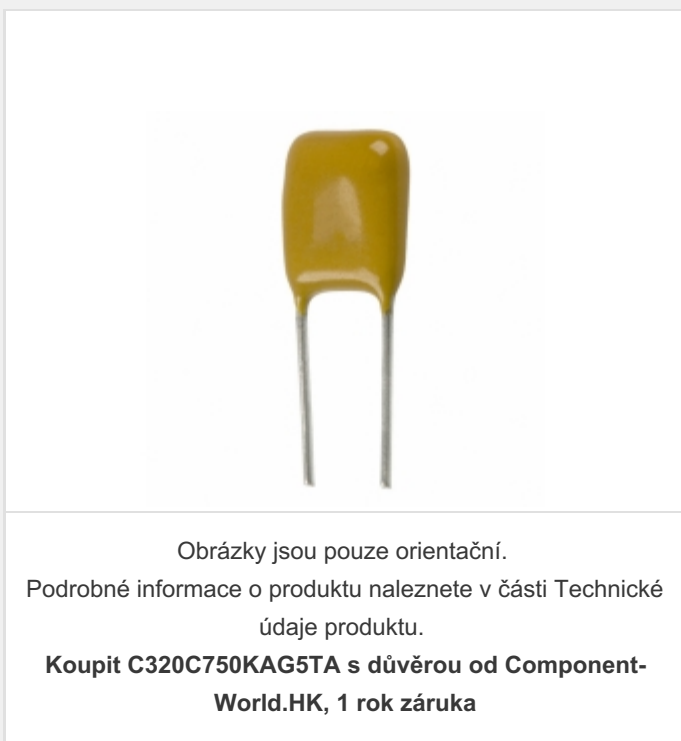 Obrázky jsou pouze orientační.
Podrobné informace o produktu naleznete v části Technické
údaje produktu.
Koupit C320C750KAG5TA s důvěrou od Component-
World.HK, 1 rok záruka